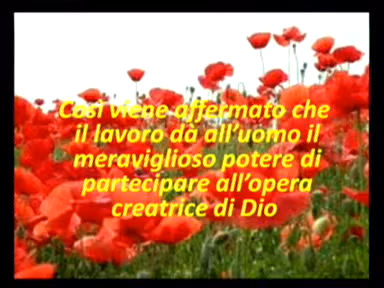 Così viene affermato che
il lavoro dà all'uomo il
meraviglioso potere di
partecipare all'opera
creatrice di Dio